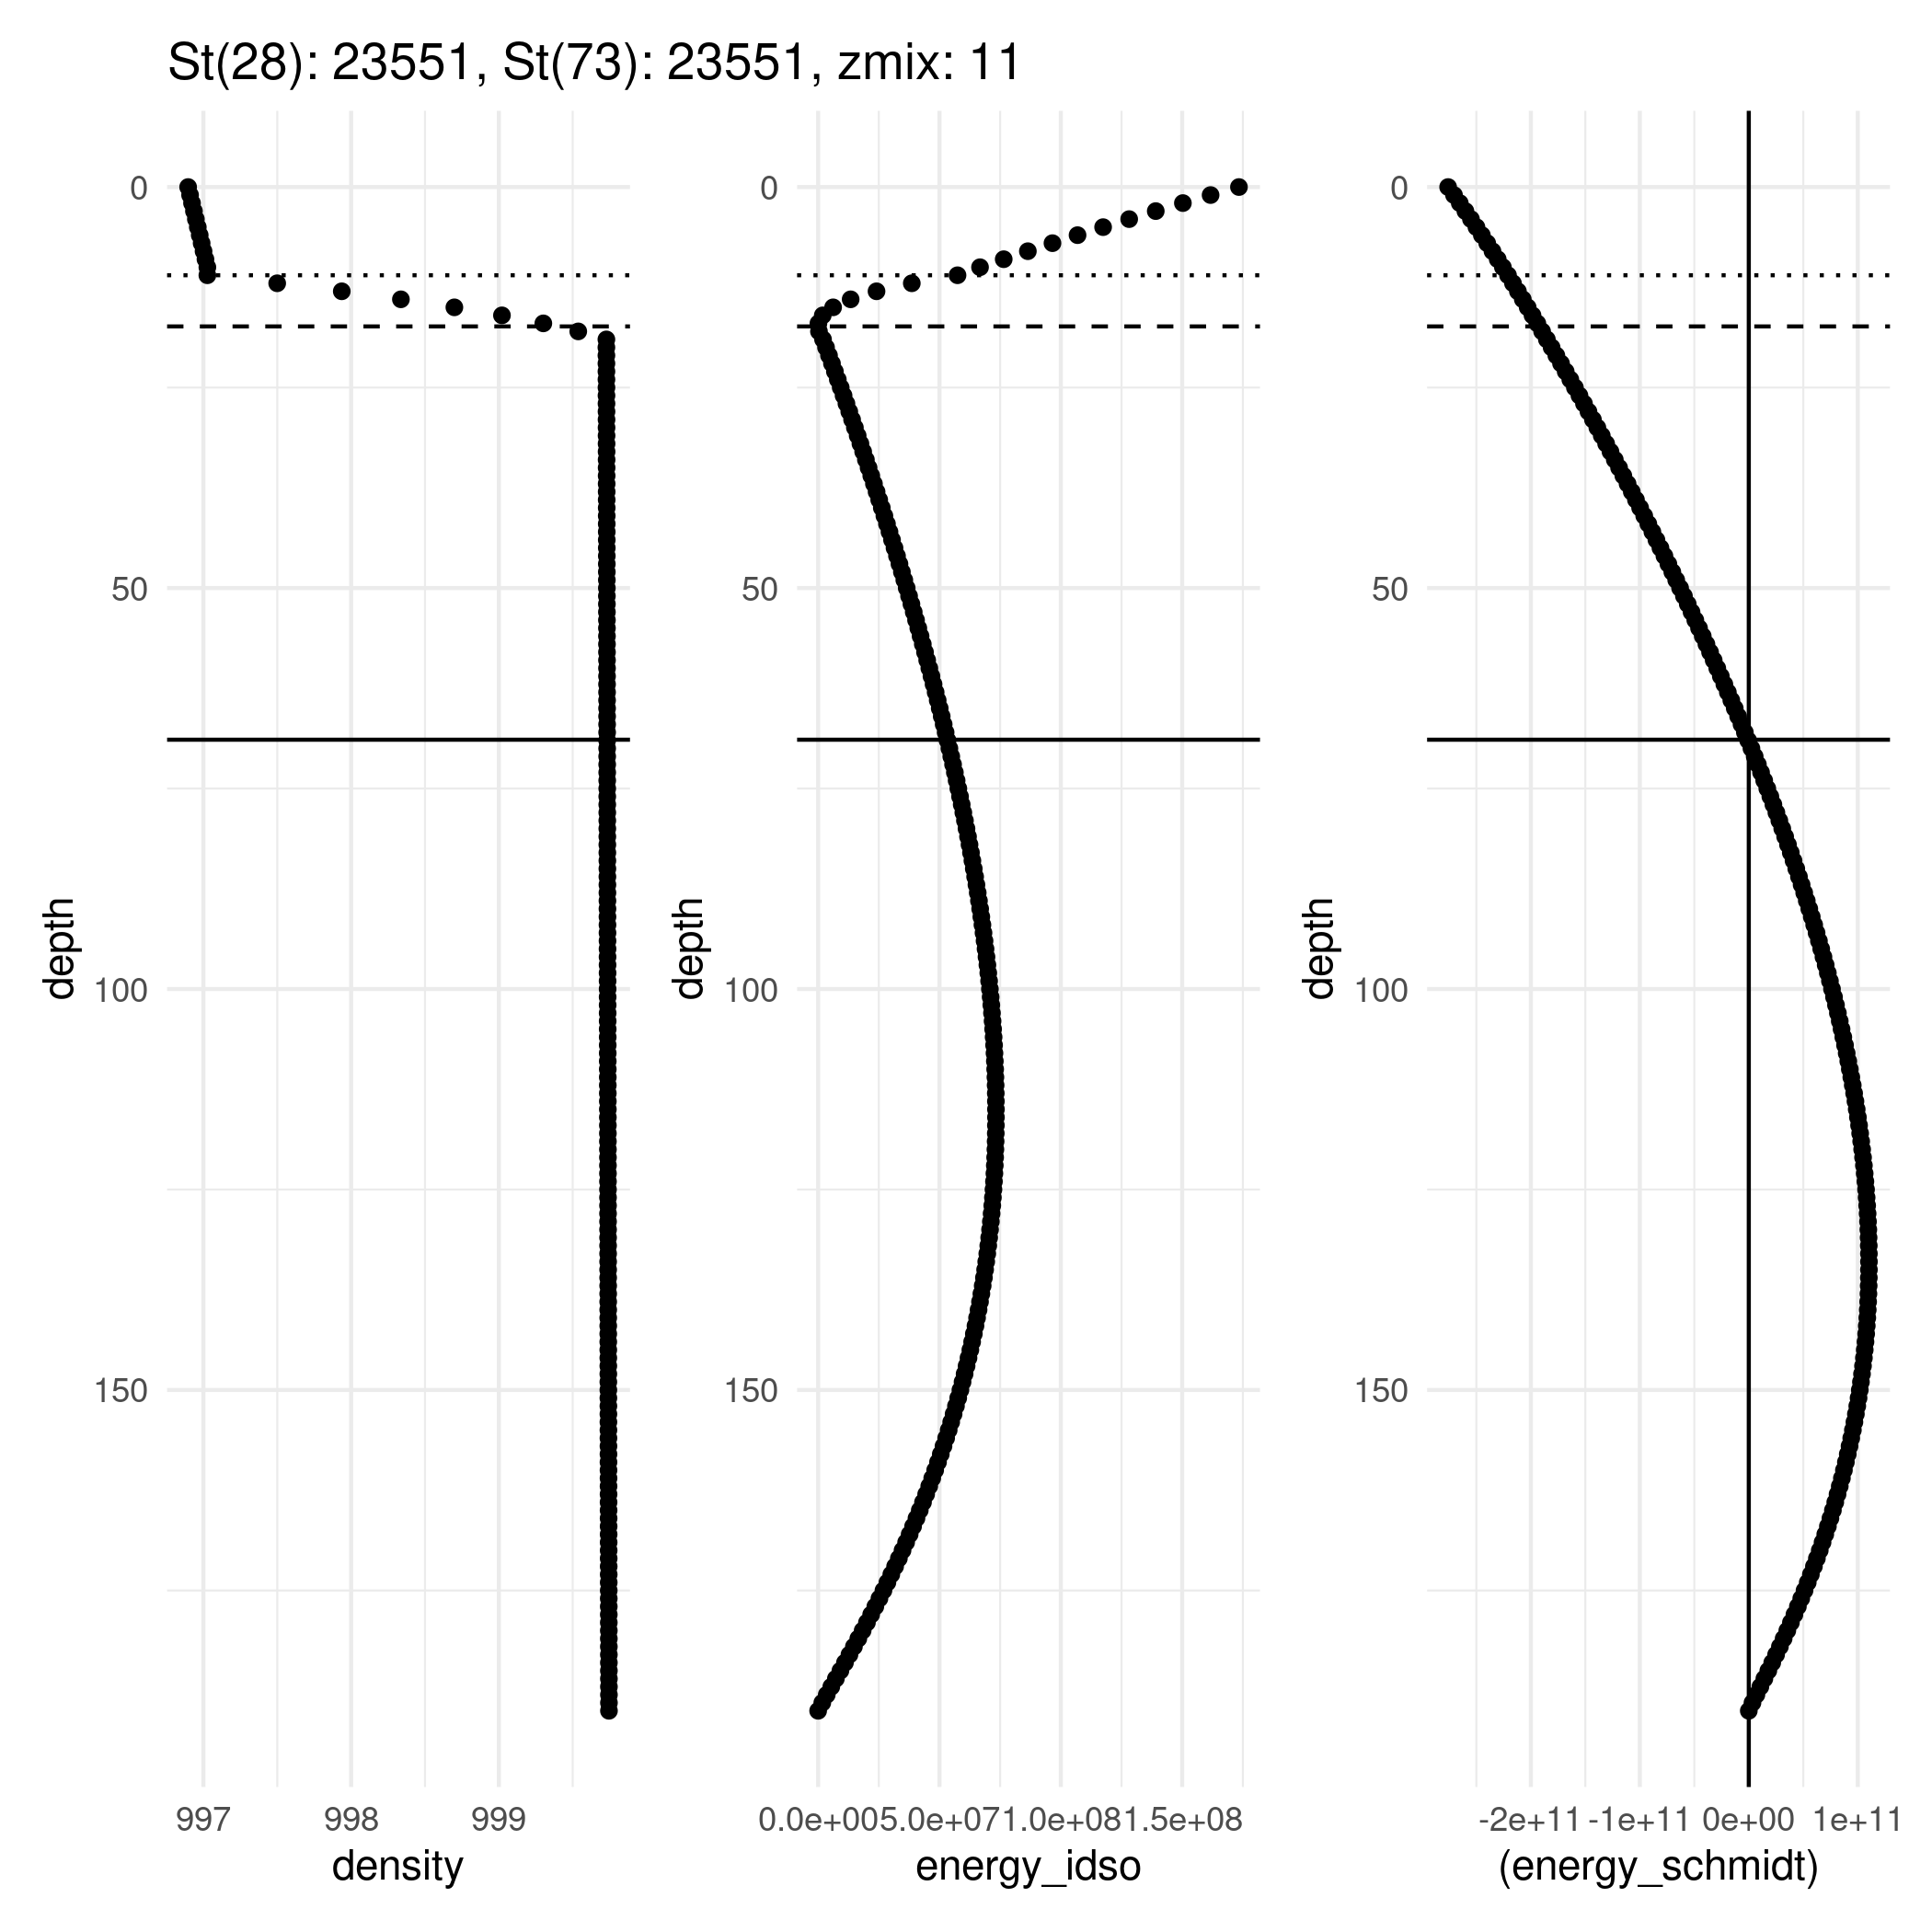 St(28): 23551, St(73): 23551, zmix: 11
0
50
100
150
depth
997 998 999
density
0
50
100
150
depth
0.0e+005.0e+071.0e+081.5e+08
energy_idso
0
50
100
150
depth
-2e+11 -1e+11 0e+00 1e+11
(energy_schmidt)